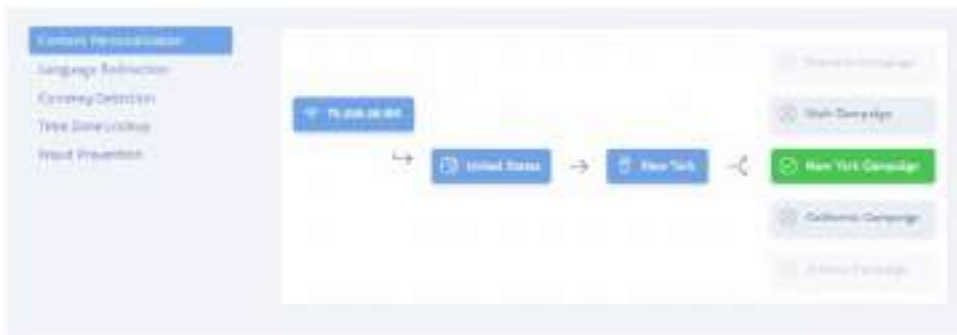 Content Personalization
Language Redirection
Currency Detection
Time Zone Lookup
Fraud Prevention
United States
New York
Utah Campaign
New York Campaign
California Campaign
Campaign